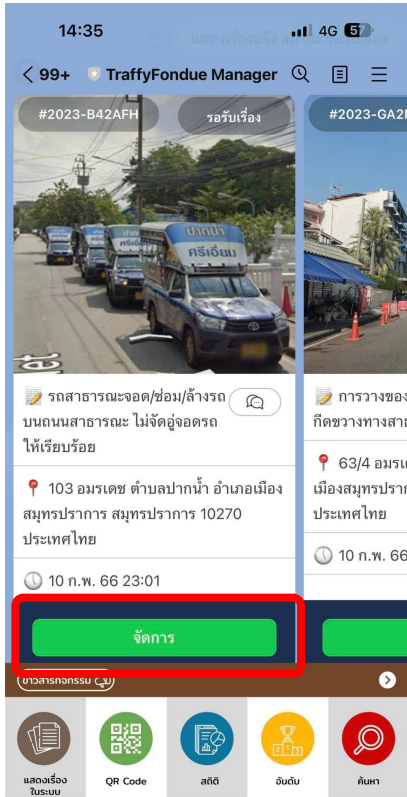 14:35
4G 57
99+
TraffyFondue Manager
#2023-B42AFH
รอรับเรื่อง
ปากน้ำ
ศรีเอี่ยม
📝 รถสาธารณะจอด/ซ่อม/ล้างรถ
บนถนนสาธารณะ ไม่จัดอู่จอดรถ
ให้เรียบร้อย
📍 103 อมรเดช ตำบลปากน้ำ อำเภอเมือง
สมุทรปราการ สมุทรปราการ 10270
ประเทศไทย
10 ก.พ. 66 23:01
จัดการ
#2023-GA2
📝 การวางของ
กีดขวางทางสา
📍 63/4 อมรเ
เมืองสมุทรปรา
ประเทศไทย
10 ก.พ. 66
ข่าวสารกิจกรรม
แสดงเรื่อง
ในระบบ
QR Code
สถิติ
อันดับ
ค้นหา